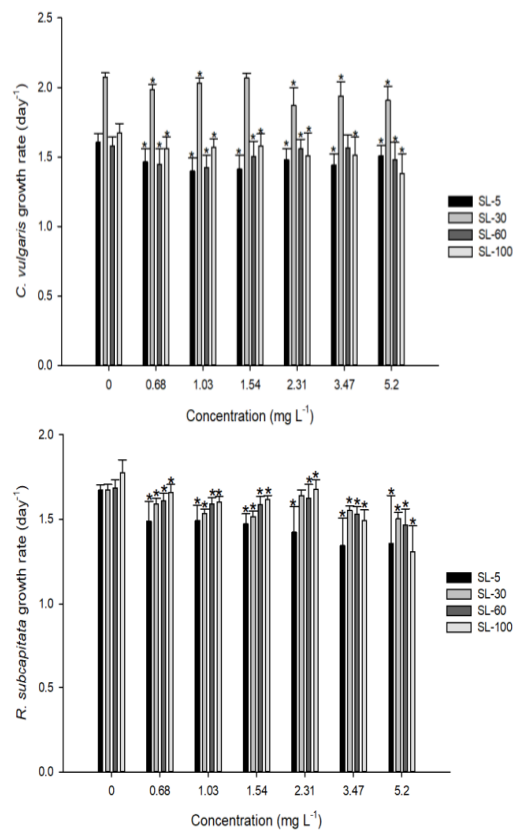 2.5
2.0
1.5
1.0
0.5
0.0
C. vulgaris growth rate (day⁻¹)
* * * * * * * * * * * * * * * * * * * *
SL-5
SL-30
SL-60
SL-100
0 0.68 1.03 1.54 2.31 3.47 5.2
Concentration (mg L⁻¹)
2.0
1.5
1.0
0.5
0.0
R. subcapitata growth rate (day⁻¹)
* * * * * * * * * * * * * * * * * * * * * * *
SL-5
SL-30
SL-60
SL-100
0 0.68 1.03 1.54 2.31 3.47 5.2
Concentration (mg L⁻¹)